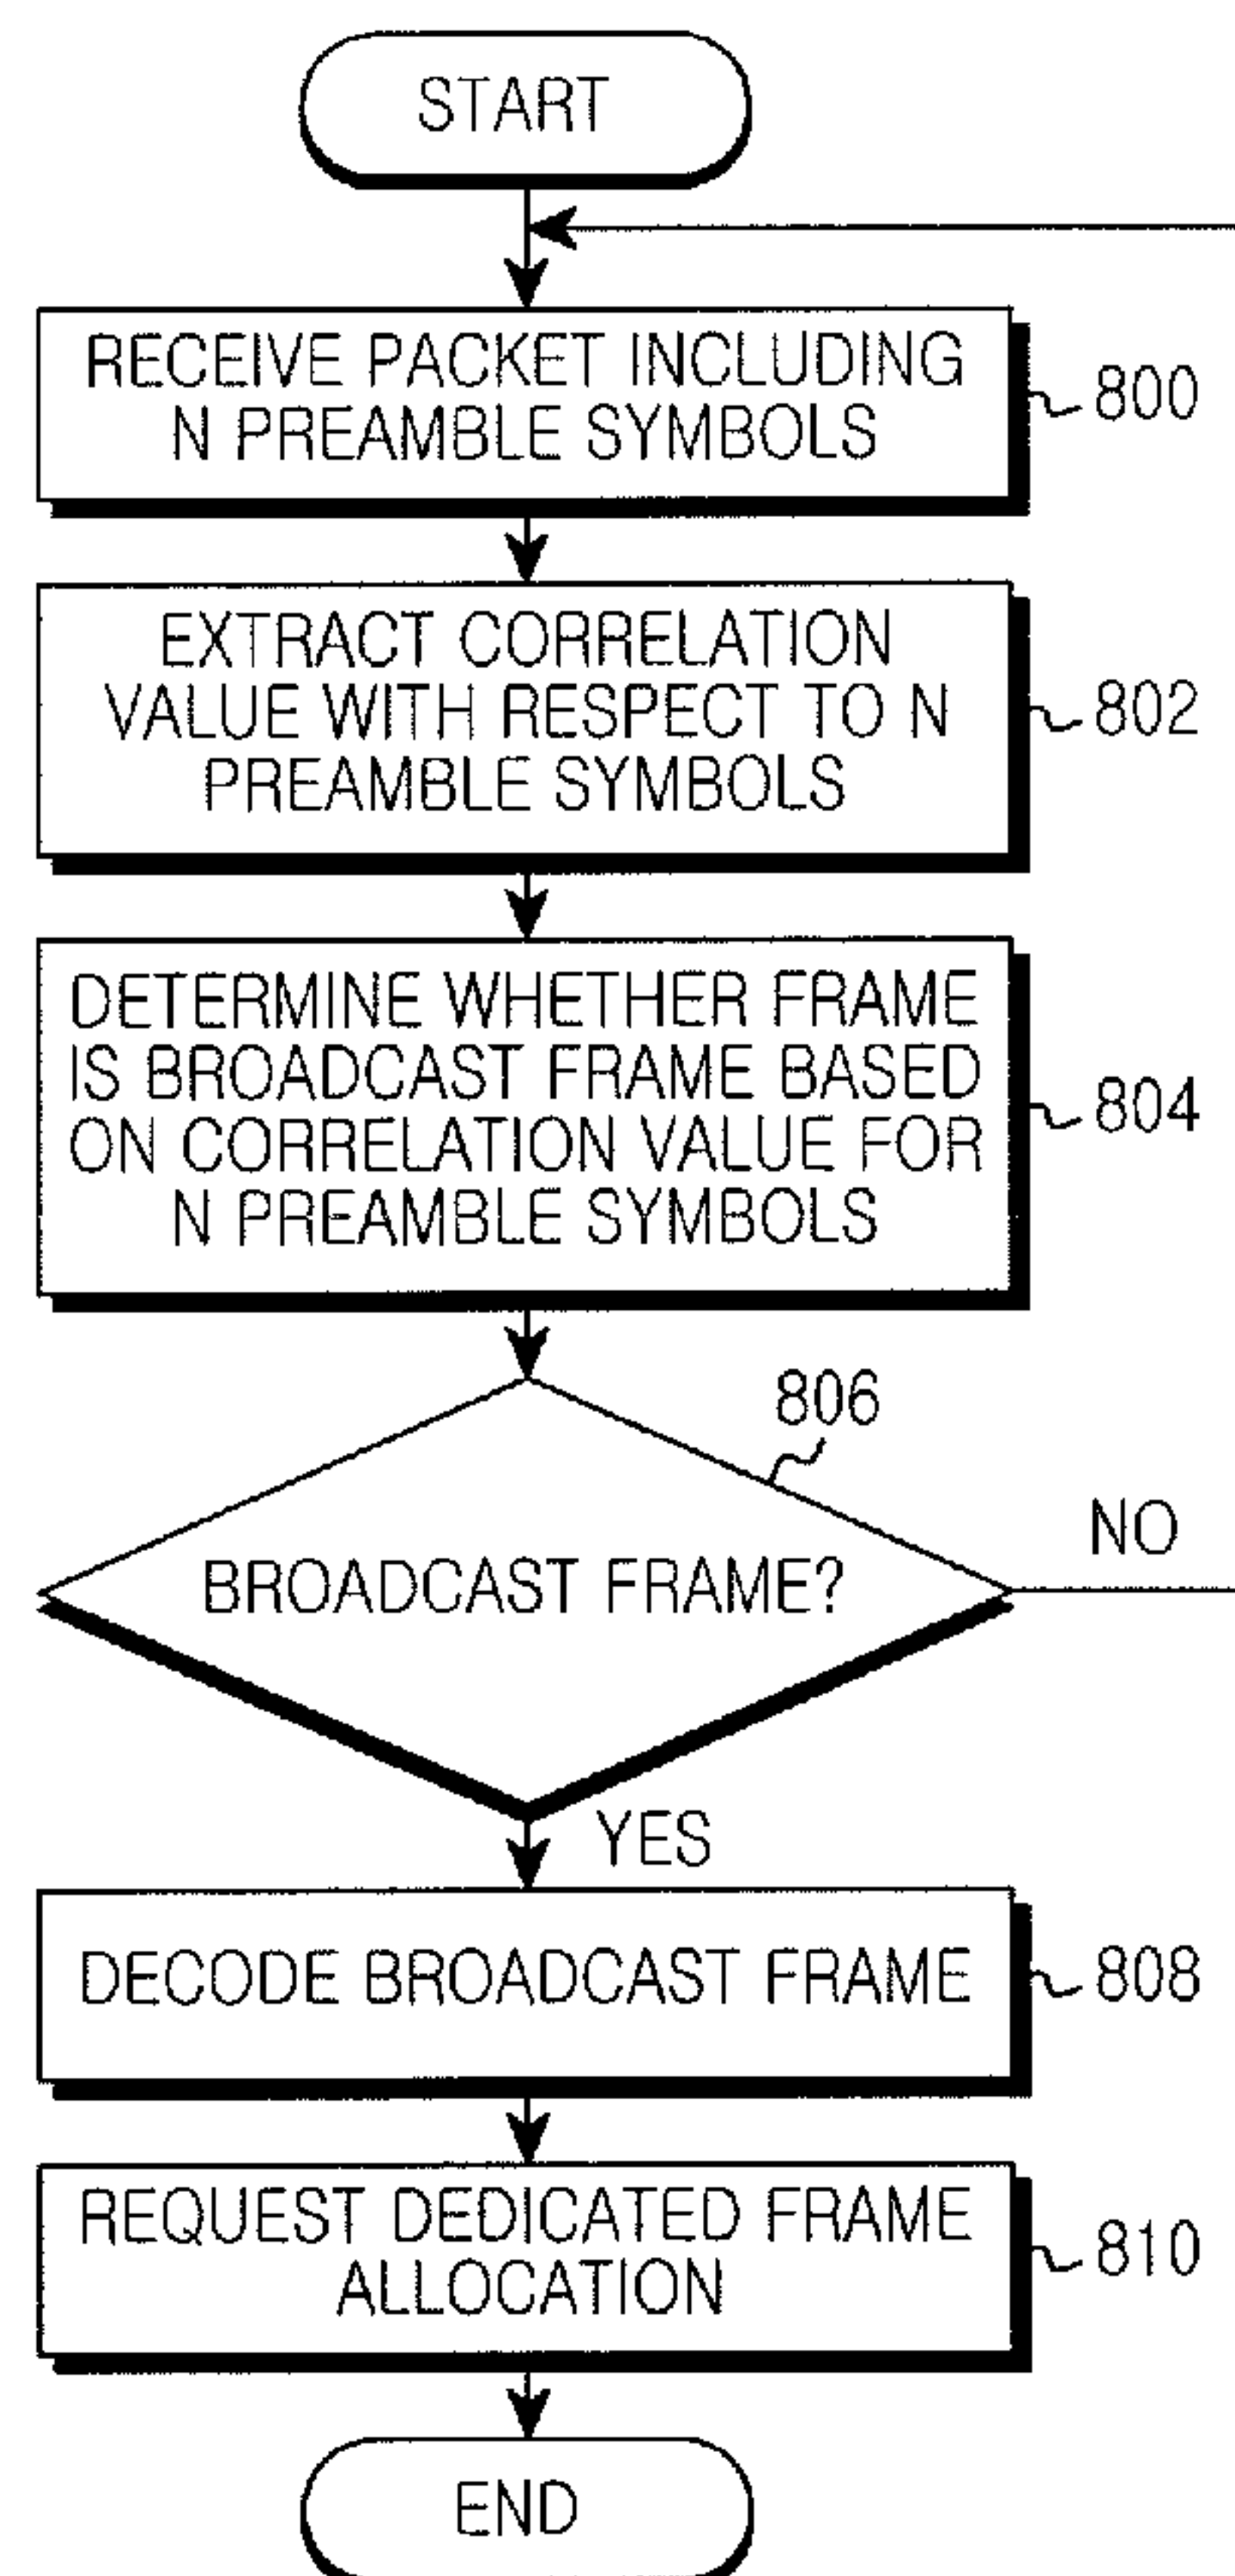 START
RECEIVE PACKET INCLUDING
N PREAMBLE SYMBOLS
800
EXTRACT CORRELATION
VALUE WITH RESPECT TO N
PREAMBLE SYMBOLS
802
DETERMINE WHETHER FRAME
IS BROADCAST FRAME BASED
ON CORRELATION VALUE FOR
N PREAMBLE SYMBOLS
804
806
BROADCAST FRAME?
NO
YES
DECODE BROADCAST FRAME
808
REQUEST DEDICATED FRAME
ALLOCATION
810
END